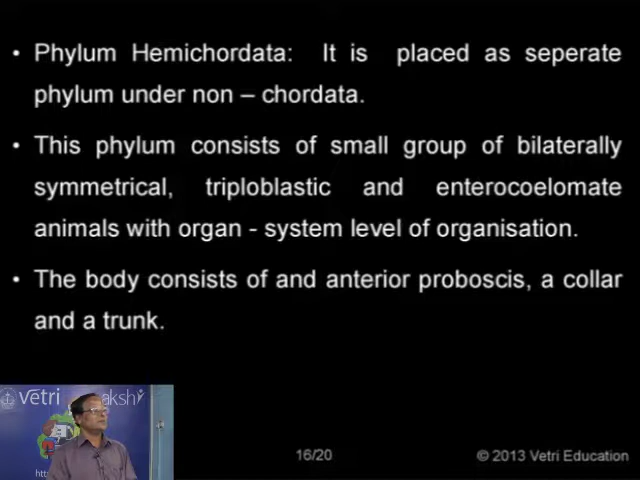 • Phylum Hemichordata: It is placed as seperate
phylum under non – chordata.
• This phylum consists of small group of bilaterally
symmetrical, triploblastic and enterocoelomate
animals with organ - system level of organisation.
• The body consists of and anterior proboscis, a collar
and a trunk.
vetri akshi
16/20
© 2013 Vetri Education